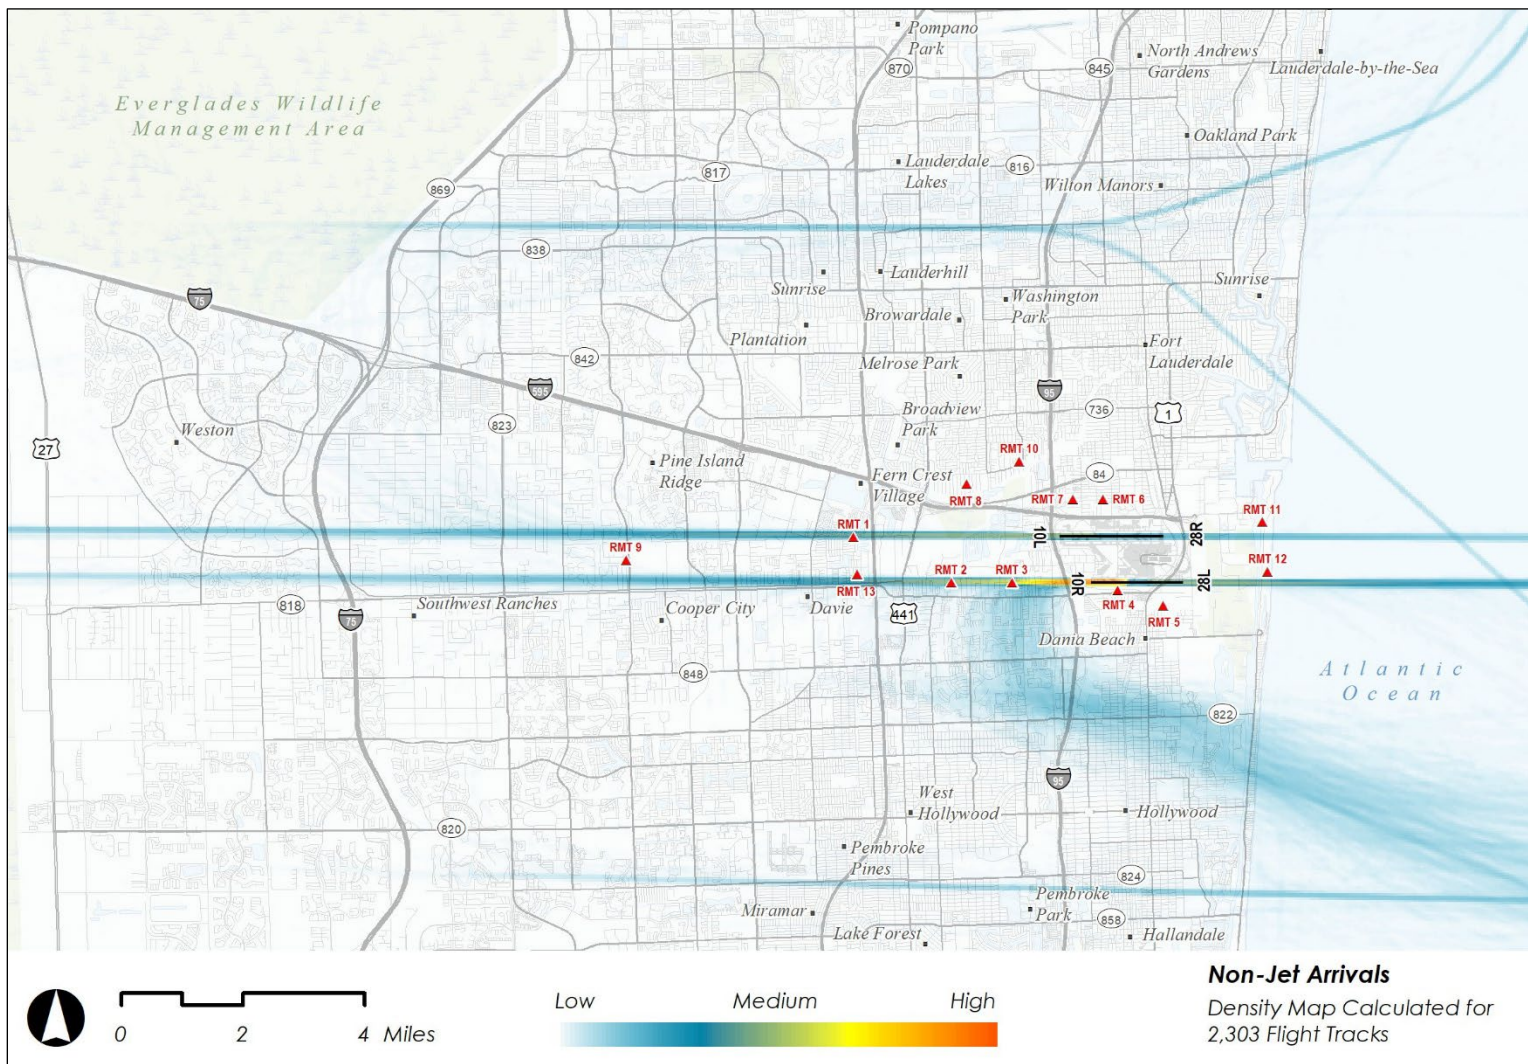 Pompano
Park
870
845
North Andrews
Gardens
Lauderdale-by-the-Sea
Everglades Wildlife
Management Area
Oakland Park
Lauderdale
Lakes
816
817
Wilton Manors
869
838
Lauderhill
Sunrise
Sunrise
75
Washington
Park
Browardale
Plantation
Fort
Lauderdale
842
Melrose Park
595
95
Broadview
Park
736
1
823
Weston
27
Pine Island
Ridge
RMT 10
84
Fern Crest
Village
RMT 8
RMT 7
RMT 6
RMT 11
RMT 1
10L
28R
RMT 9
RMT 12
RMT 2
RMT 3
10R
28L
RMT 13
RMT 4
818
75
Southwest Ranches
Cooper City
Davie
441
RMT 5
Dania Beach
848
Atlantic
Ocean
822
95
West
Hollywood
Hollywood
820
Pembroke
Pines
824
Miramar
Pembroke
Park
858
Lake Forest
Hallandale
0 2 4 Miles
Low Medium High
Non-Jet Arrivals
Density Map Calculated for
2,303 Flight Tracks